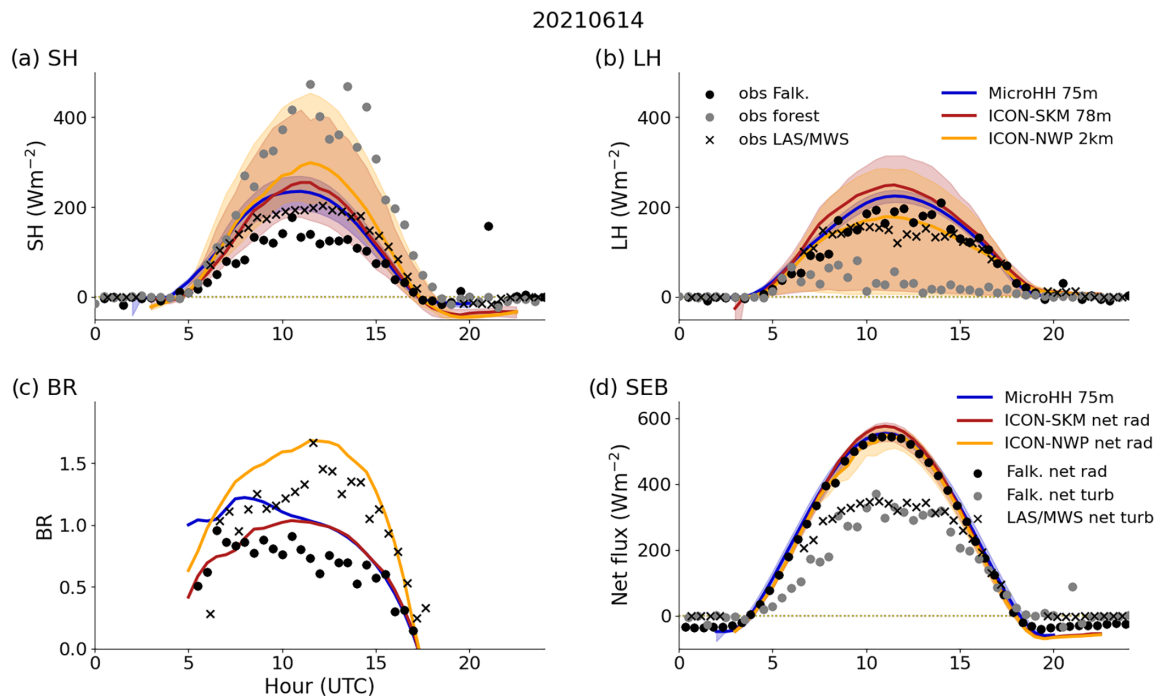 20210614
(a) SH
SH (Wm⁻²)
400
200
0
0 5 10 15 20
(b) LH
LH (Wm⁻²)
400
200
0
0 5 10 15 20
obs Falk.
obs forest
obs LAS/MWS
MicroHH 75m
ICON-SKM 78m
ICON-NWP 2km
(c) BR
BR
1.5
1.0
0.5
0.0
0 5 10 15 20
Hour (UTC)
(d) SEB
Net flux (Wm⁻²)
600
400
200
0
0 5 10 15 20
MicroHH 75m
ICON-SKM net rad
ICON-NWP net rad
Falk. net rad
Falk. net turb
LAS/MWS net turb